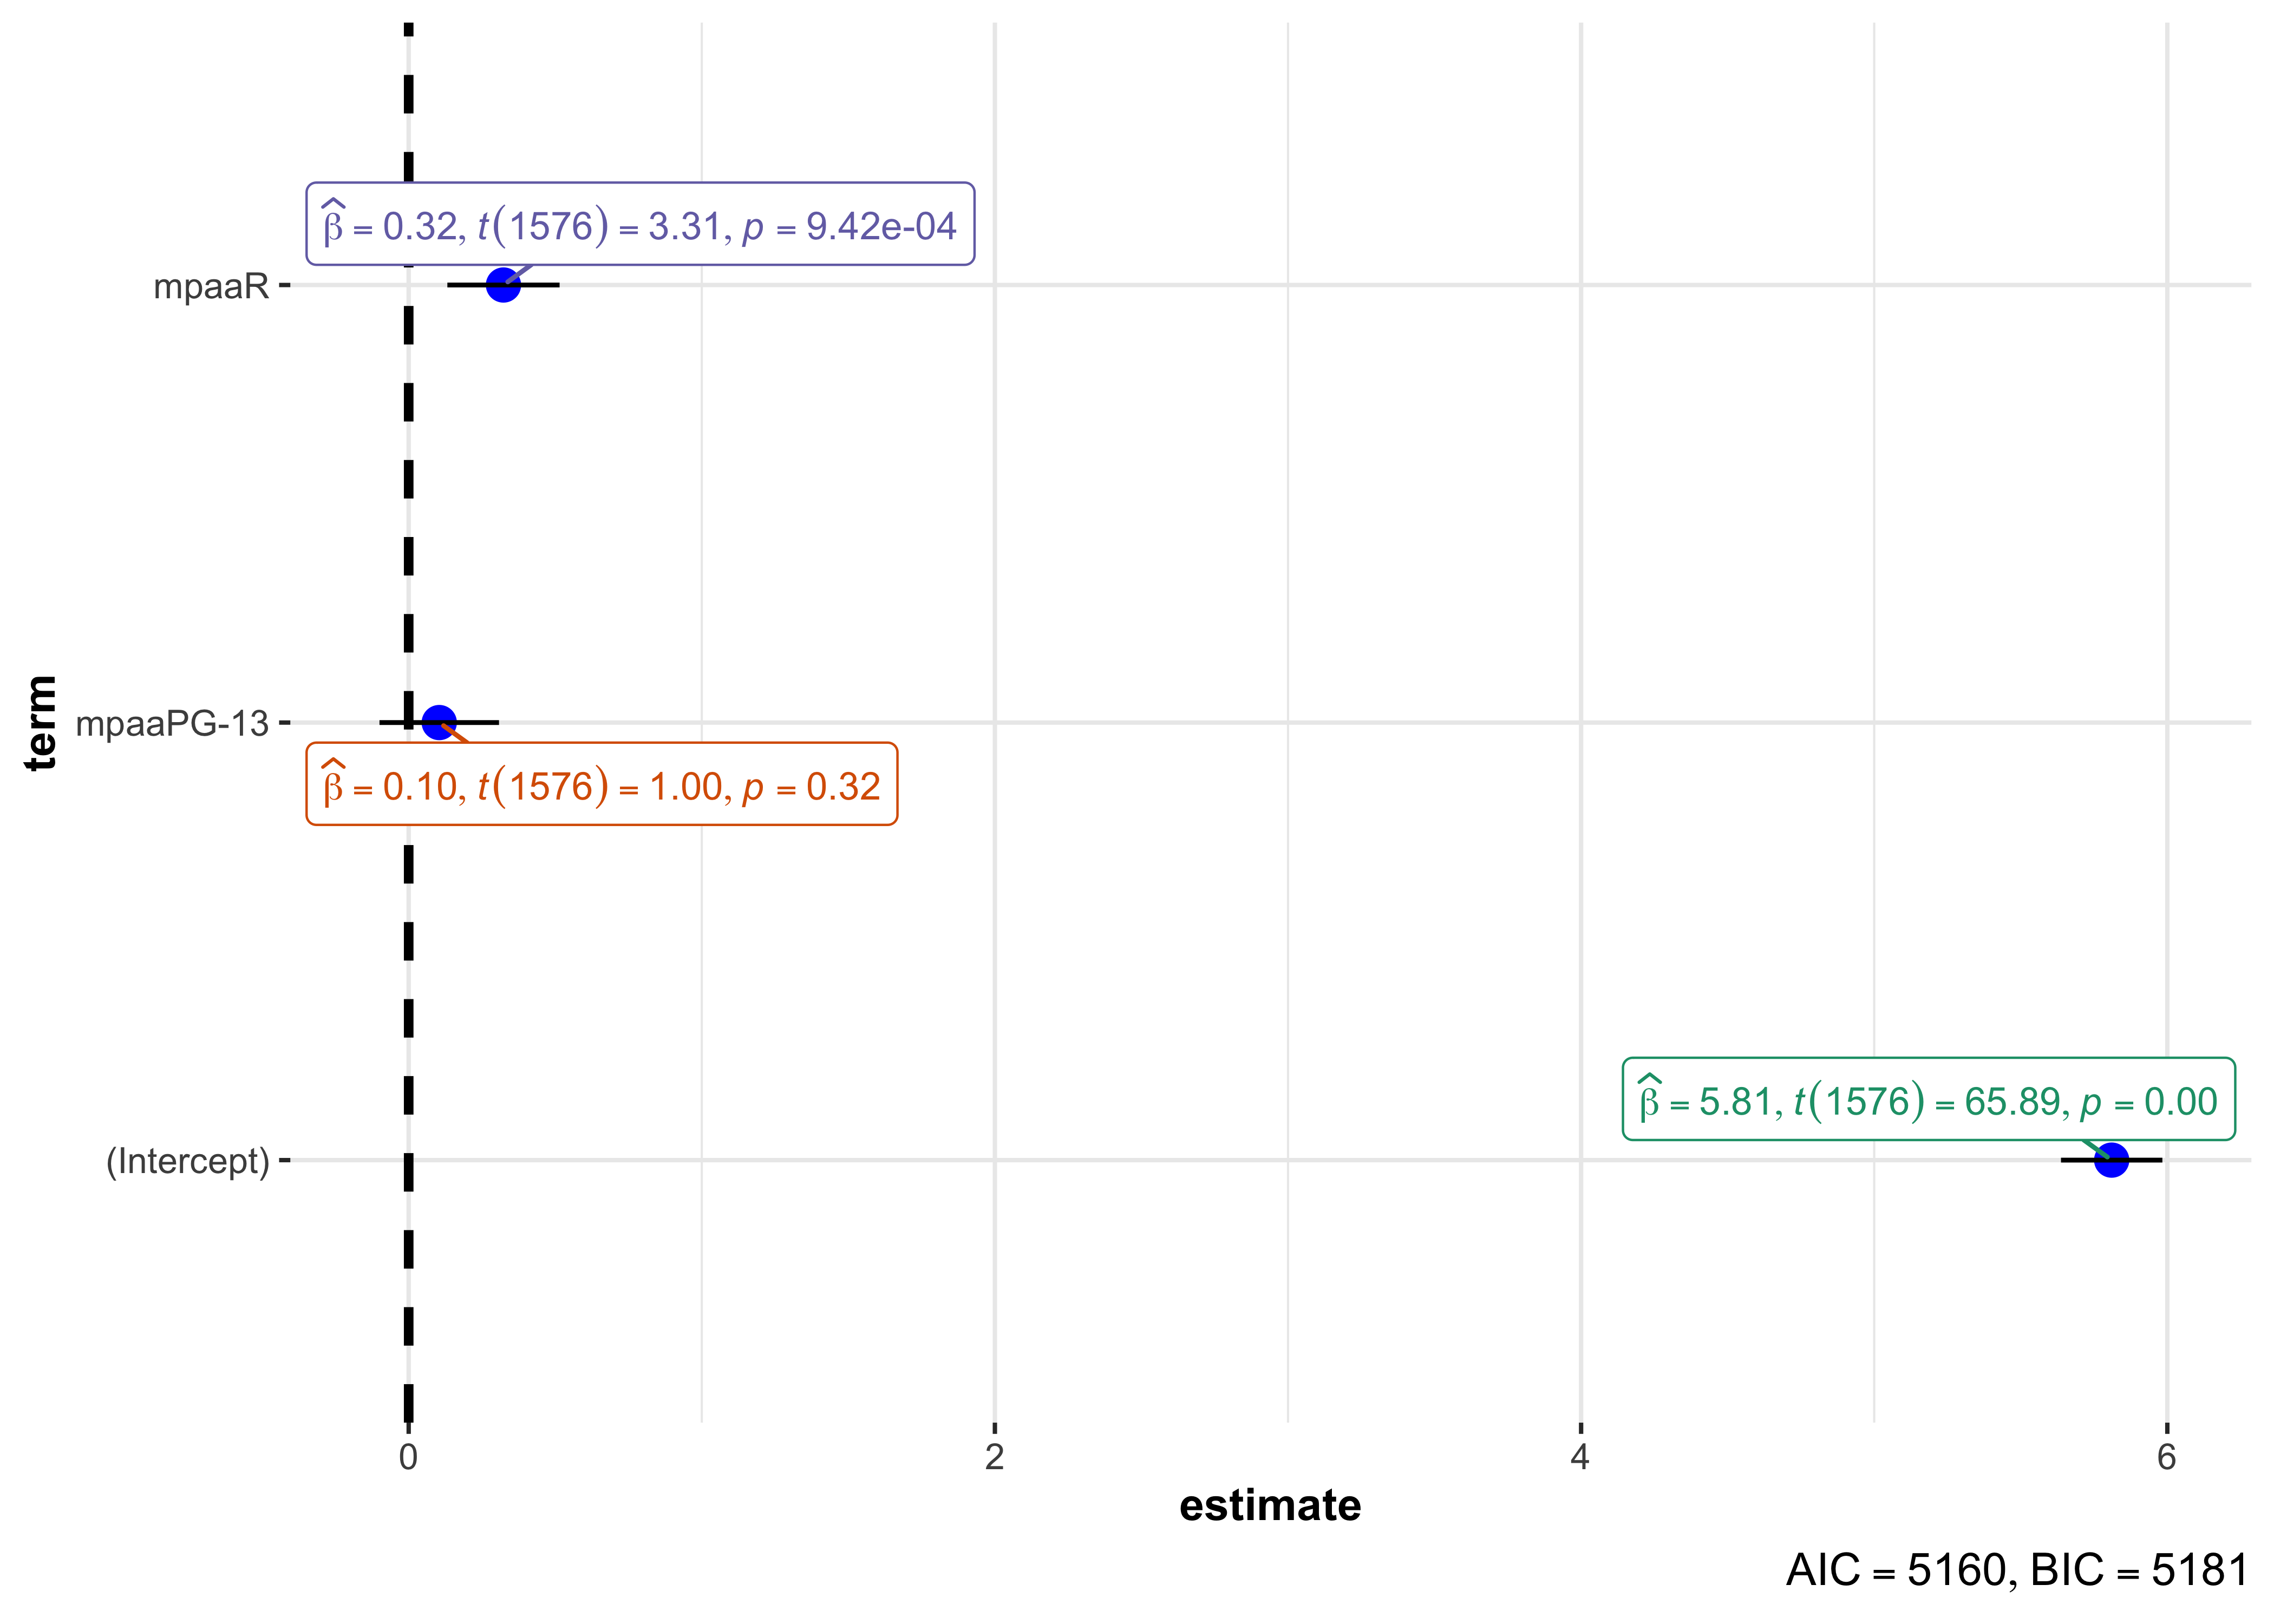 β̂ = 0.32, t(1576) = 3.31, p = 9.42e-04
mpaaR
term
mpaaPG-13
β̂ = 0.10, t(1576) = 1.00, p = 0.32
β̂ = 5.81, t(1576) = 65.89, p = 0.00
(Intercept)
0 2 4 6
estimate
AIC = 5160, BIC = 5181